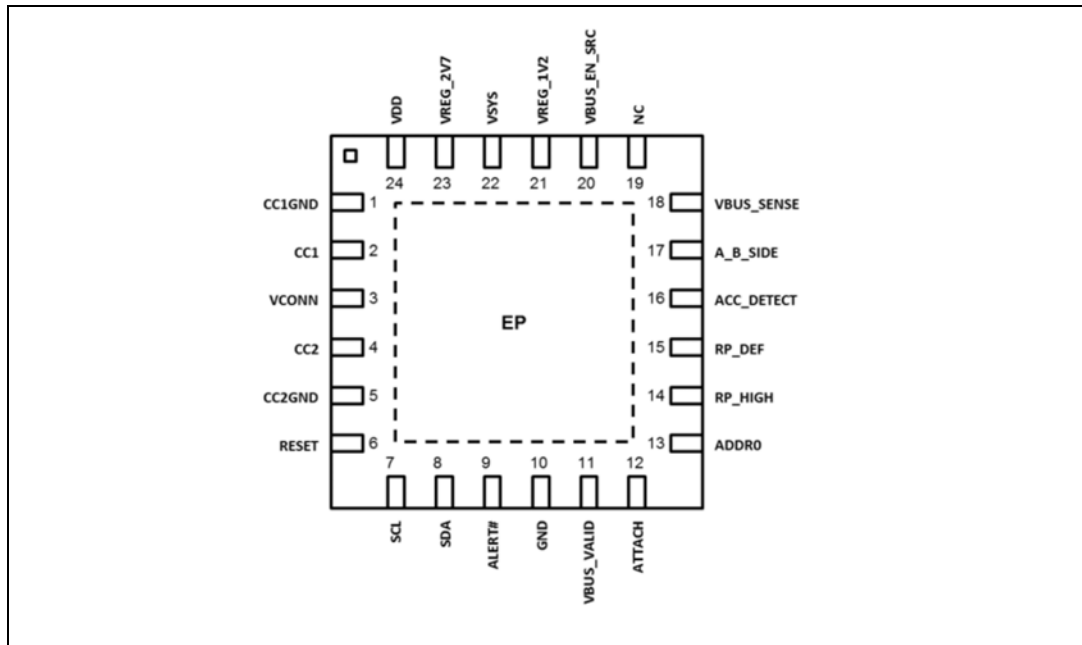 VDD
VREG_2V7
VSYS
VREG_1V2
VBUS_EN_SRC
NC
24
23
22
21
20
19
CC1GND 1
18 VBUS_SENSE
CC1 2
17 A_B_SIDE
VCONN 3
16 ACC_DETECT
EP
CC2 4
15 RP_DEF
CC2GND 5
14 RP_HIGH
RESET 6
13 ADDR0
7
8
9
10
11
12
SCL
SDA
ALERT#
GND
VBUS_VALID
ATTACH